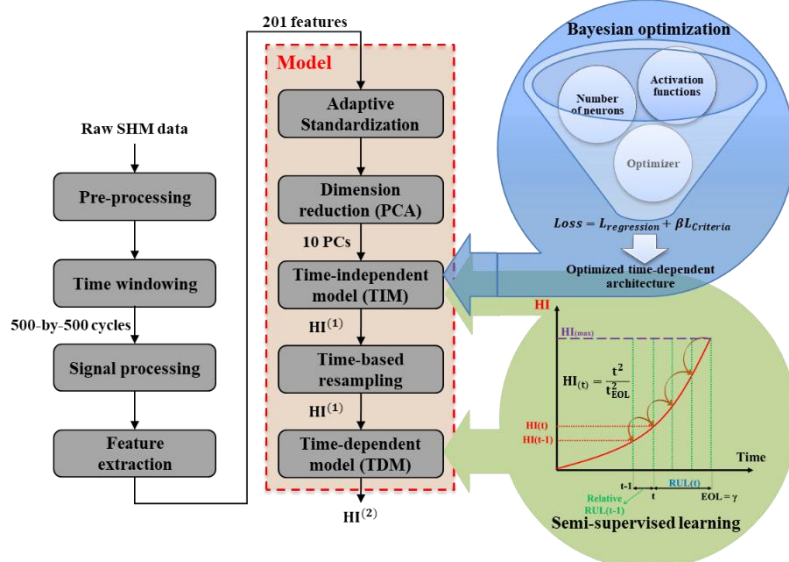 Raw SHM data
Pre-processing
Time windowing
500-by-500 cycles
Signal processing
Feature
extraction
201 features
Model
Adaptive
Standardization
Dimension
reduction (PCA)
10 PCs
Time-independent
model (TIM)
HI⁽¹⁾
Time-based
resampling
HI⁽¹⁾
Time-dependent
model (TDM)
HI⁽²⁾
Bayesian optimization
Number
of neurons
Activation
functions
Optimizer
Loss = L_regression + βL_Criteria
Optimized time-dependent
architecture
HI
HI(max)
HI(t) = t² / t²_EOL
HI(t)
HI(t-1)
Time
t-1
t
RUL(t)
EOL = γ
Relative
RUL(t-1)
Semi-supervised learning